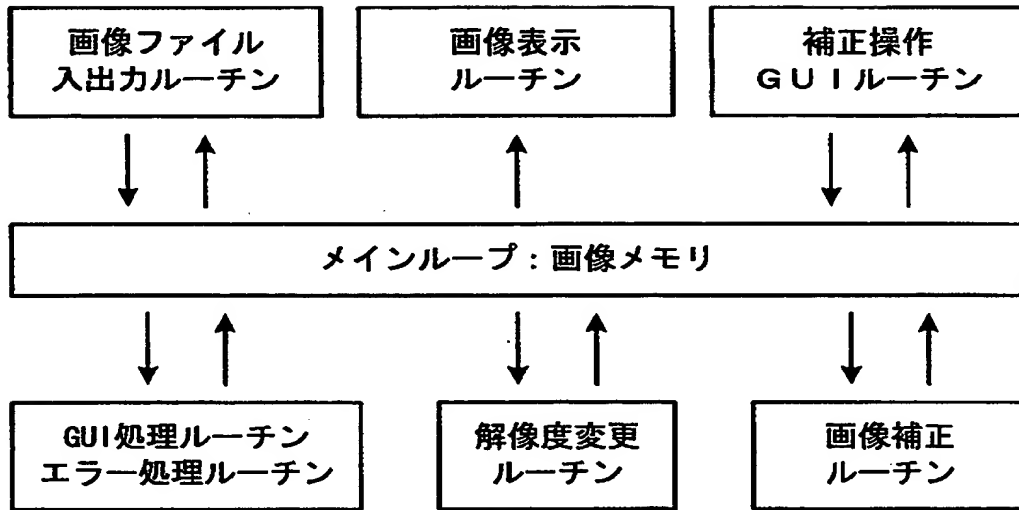 画像ファイル
入出力ルーチン
画像表示
ルーチン
補正操作
ＧＵＩルーチン
メインループ：画像メモリ
GUI処理ルーチン
エラー処理ルーチン
解像度変更
ルーチン
画像補正
ルーチン